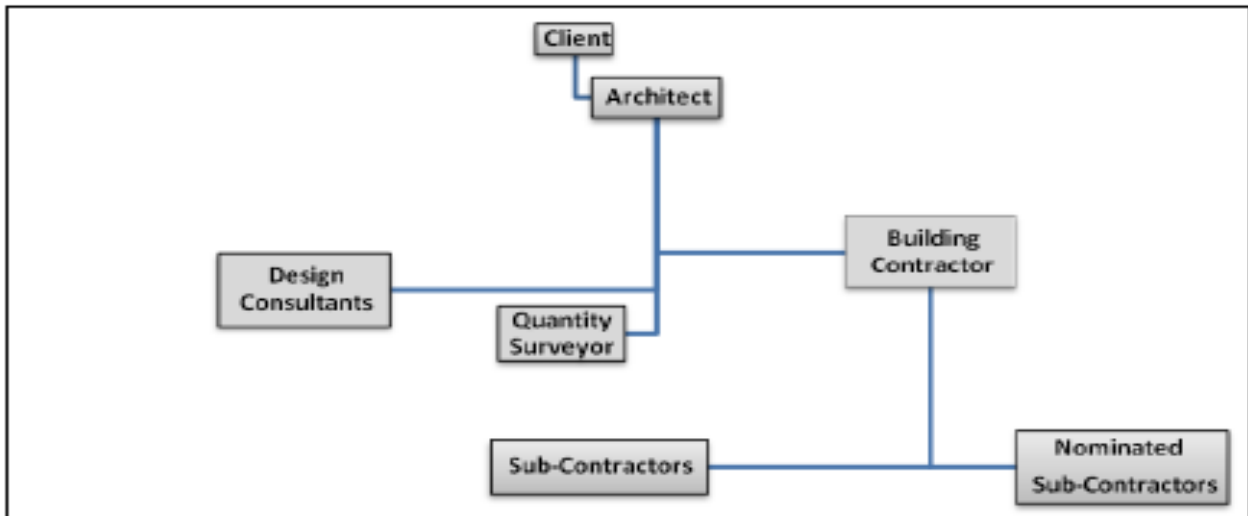 Client
Architect
Building
Contractor
Design
Consultants
Quantity
Surveyor
Sub-Contractors
Nominated
Sub-Contractors